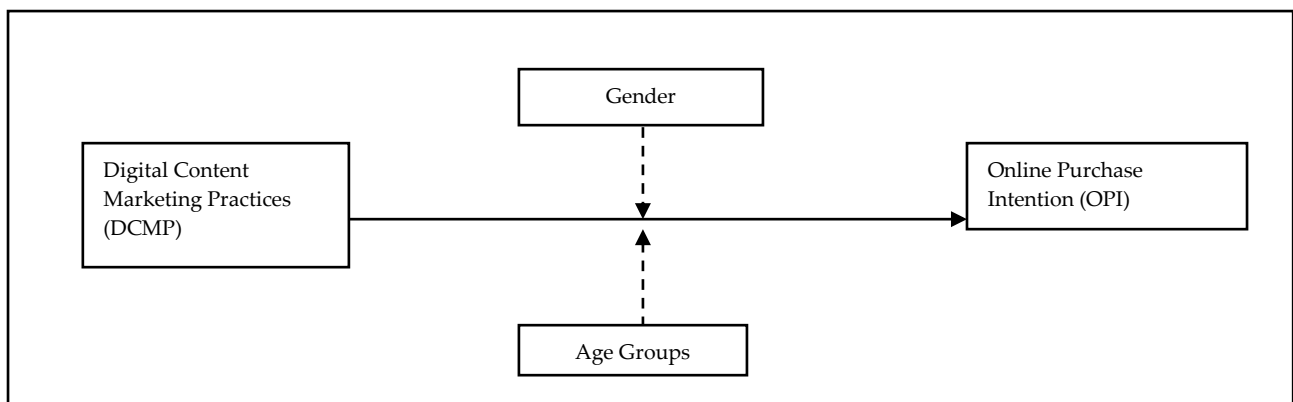 Gender
Digital Content
Marketing Practices
(DCMP)
Online Purchase
Intention (OPI)
Age Groups